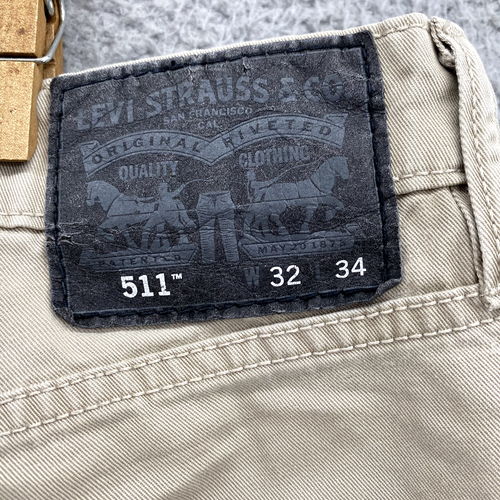 LEVI STRAUSS & CO
SAN FRANCISCO
CAL.
ORIGINAL RIVETED
QUALITY CLOTHING
PATENTED MAY 20 1873
511™ W 32 34